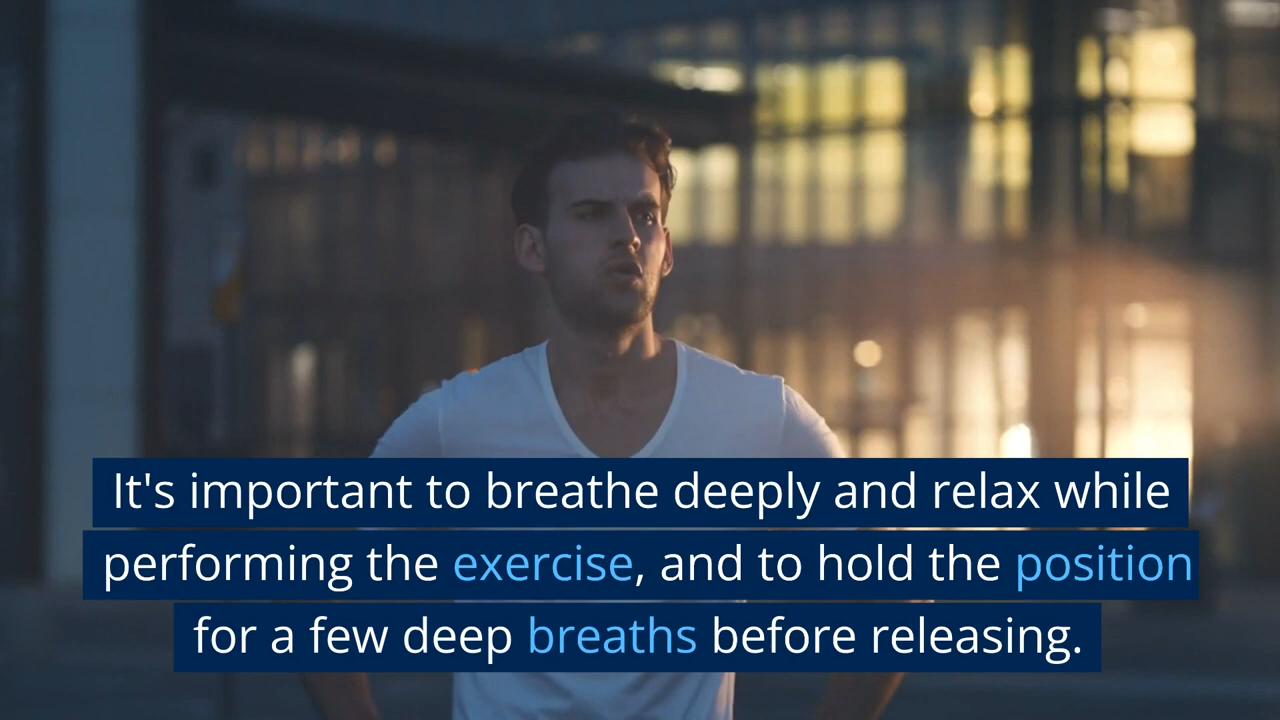 It's important to breathe deeply and relax while
performing the exercise, and to hold the position
for a few deep breaths before releasing.